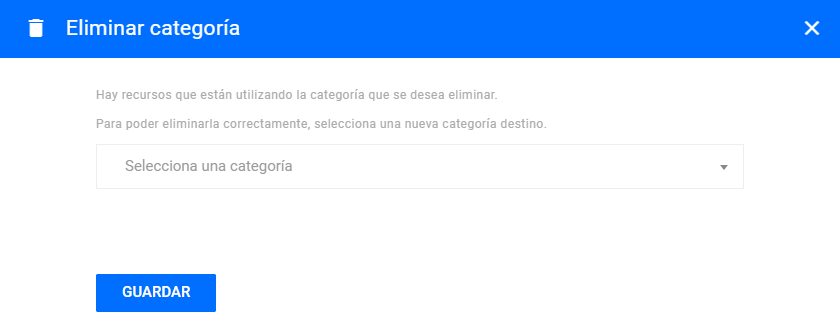 Eliminar categoría
Hay recursos que están utilizando la categoría que se desea eliminar.
Para poder eliminarla correctamente, selecciona una nueva categoría destino.
Selecciona una categoría
GUARDAR